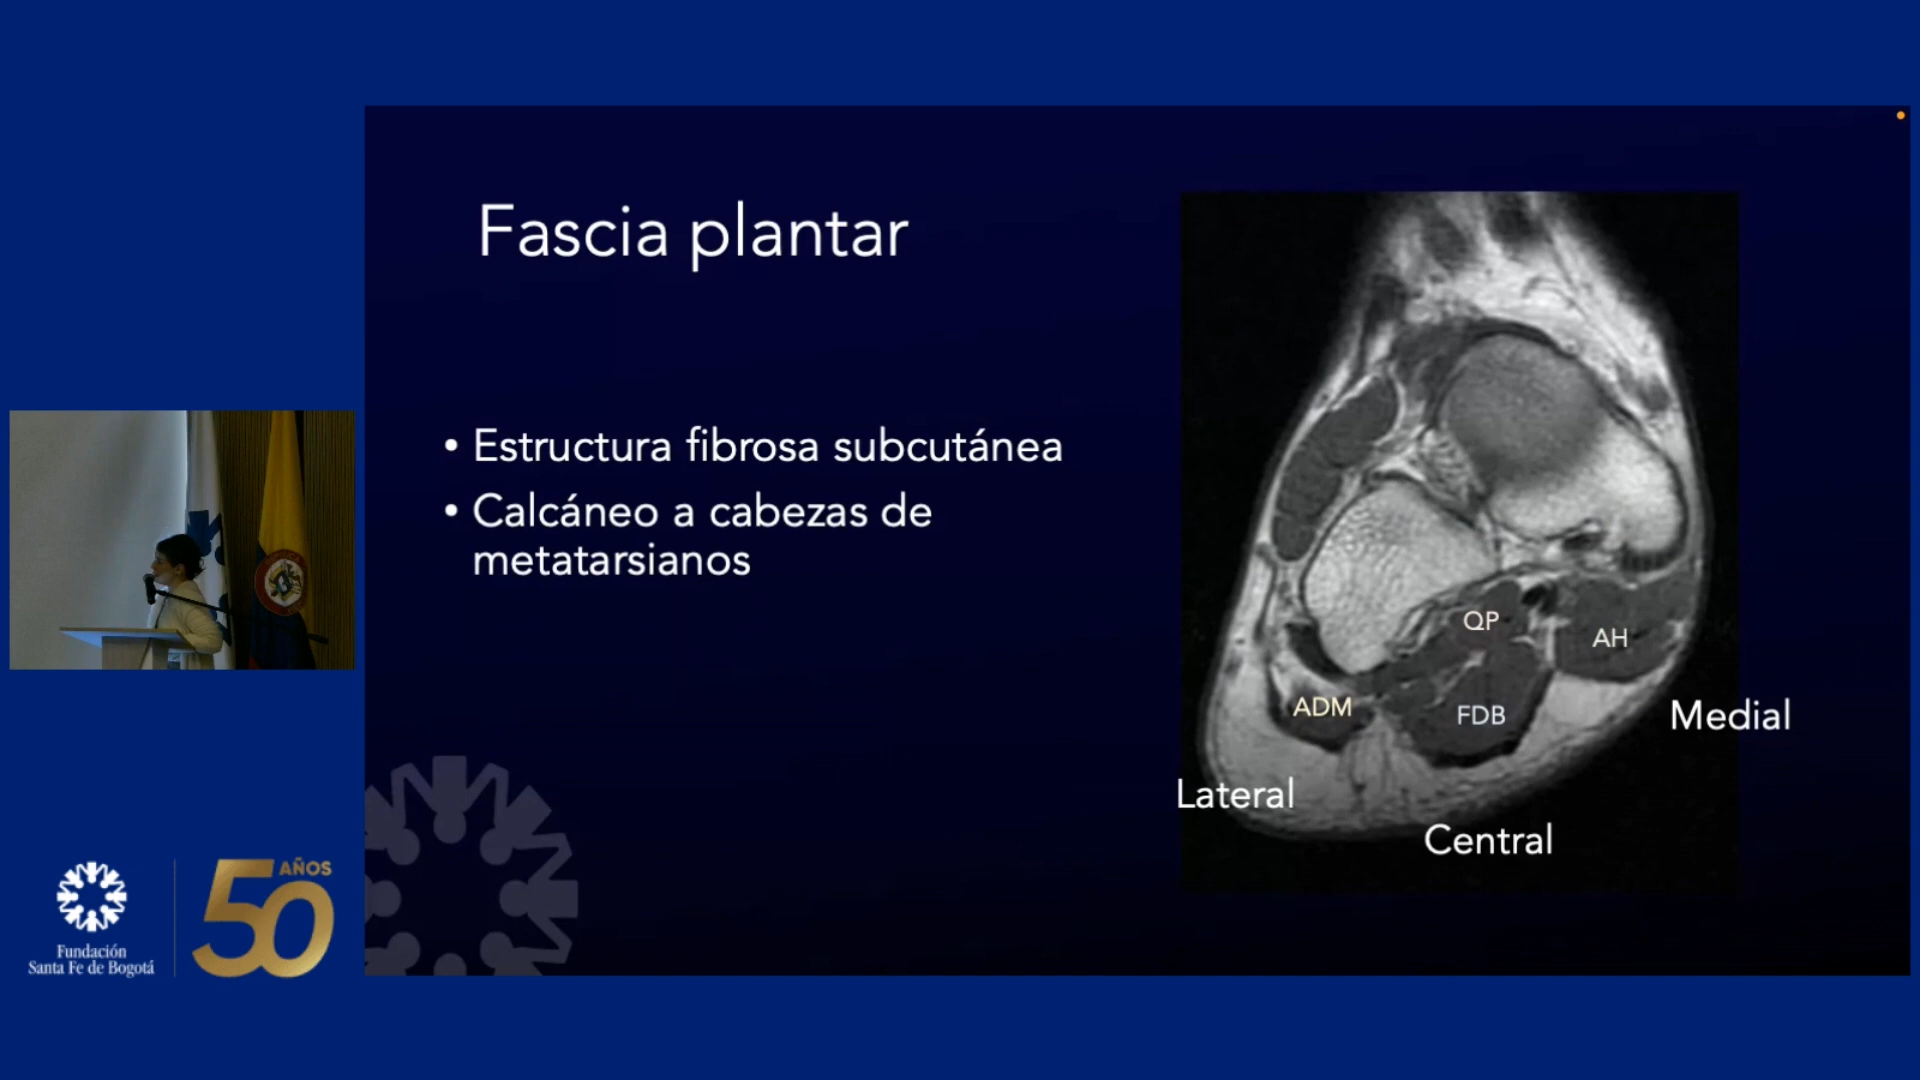 Fascia plantar
• Estructura fibrosa subcutánea
• Calcáneo a cabezas de
metatarsianos
QP
AH
ADM
FDB
Medial
Lateral
Central
Fundación
Santa Fe de Bogotá
50 AÑOS